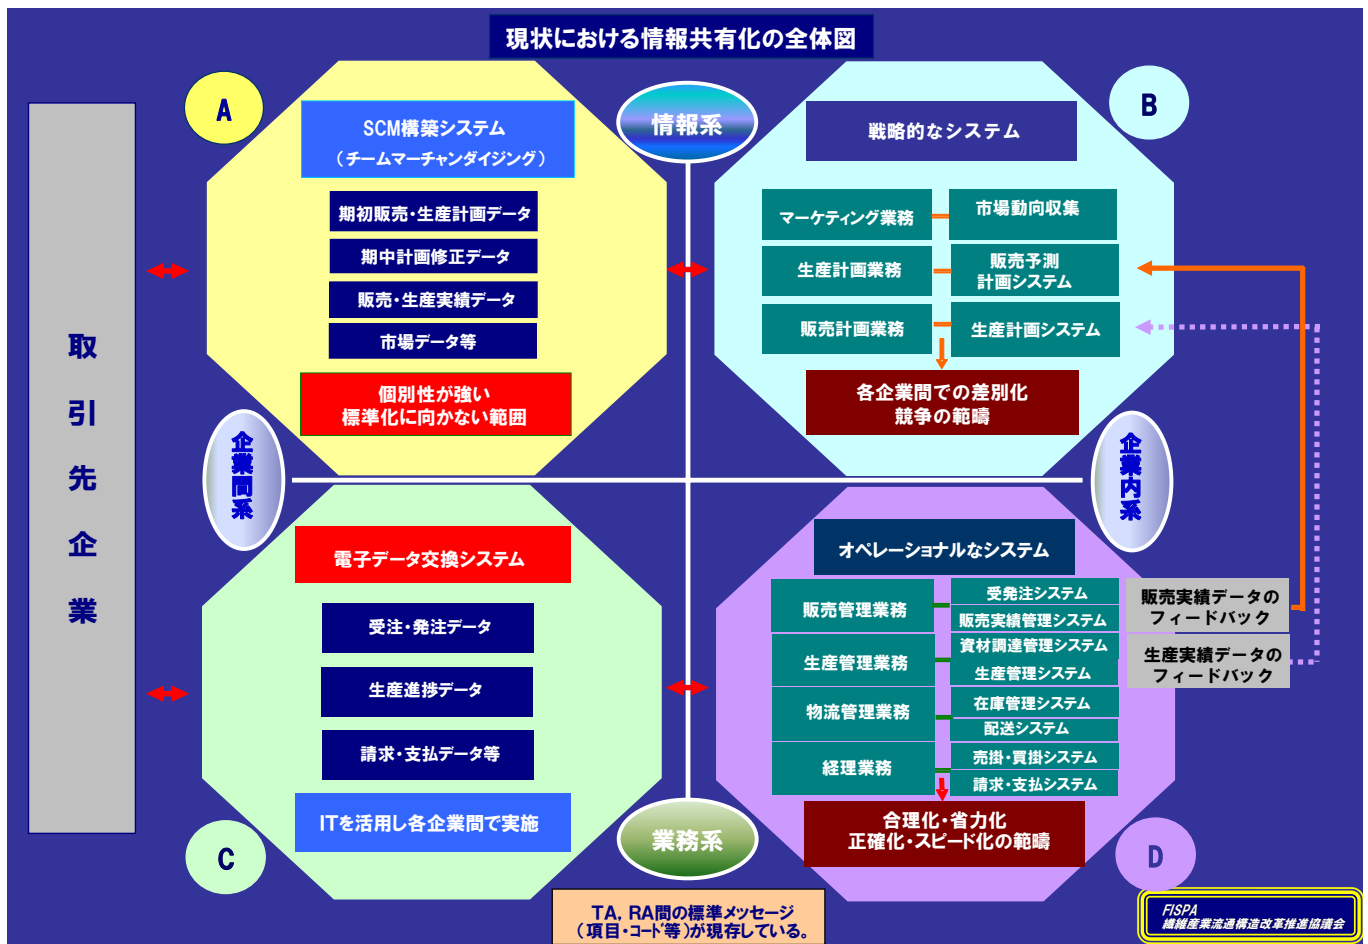 現状における情報共有化の全体図
取
引
先
企
業
A
SCM構築システム
（チームマーチャンダイジング）
期初販売・生産計画データ
期中計画修正データ
販売・生産実績データ
市場データ等
個別性が強い
標準化に向かない範囲
情報系
B
戦略的なシステム
マーケティング業務
市場動向収集
生産計画業務
販売予測
計画システム
販売計画業務
生産計画システム
各企業間での差別化
競争の範疇
企業間系
企業内系
電子データ交換システム
受注・発注データ
生産進捗データ
請求・支払データ等
ITを活用し各企業間で実施
C
業務系
オペレーショナルなシステム
販売管理業務
受発注システム
販売実績管理システム
生産管理業務
資材調達管理システム
生産管理システム
物流管理業務
在庫管理システム
配送システム
経理業務
売掛・買掛システム
請求・支払システム
合理化・省力化
正確化・スピード化の範疇
D
販売実績データの
フィードバック
生産実績データの
フィードバック
TA, RA間の標準メッセージ
（項目・コード等）が現存している。
FISPA
繊維産業流通構造改革推進協議会